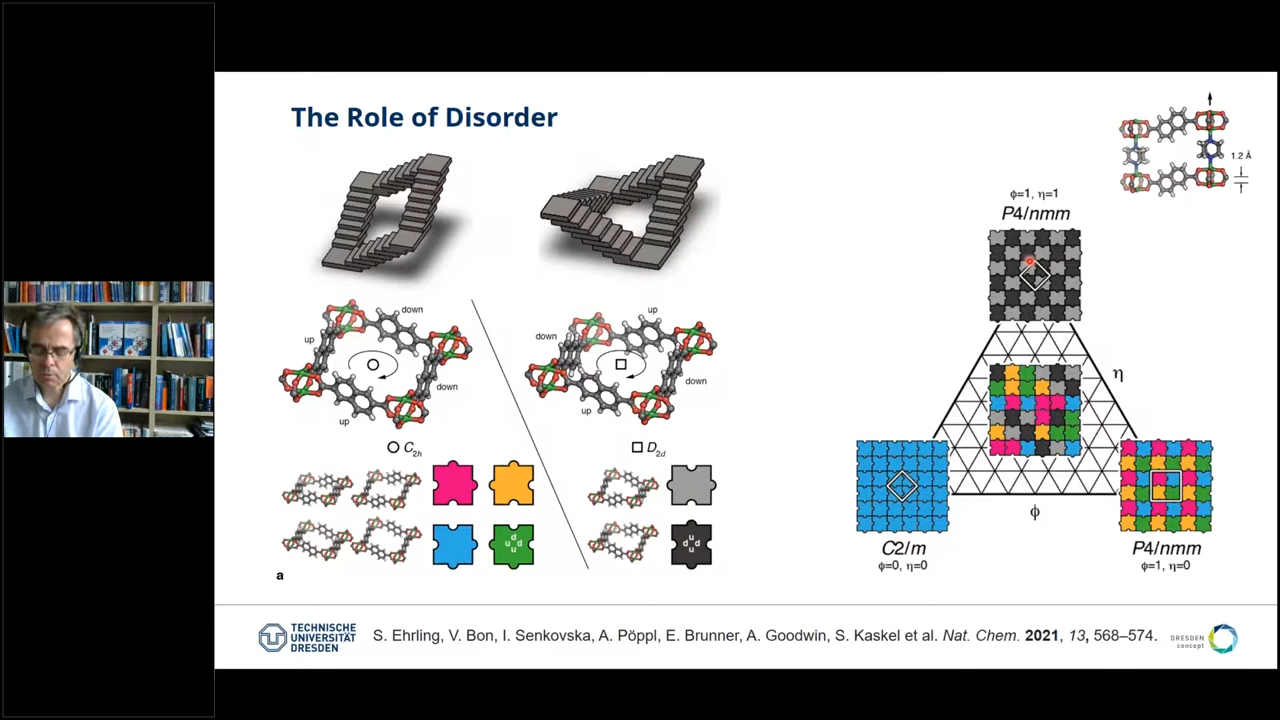 The Role of Disorder
1.2 Å
ϕ=1, η=1
P4/nmm
down
up
down
up
up
down
down
up
C2h
D2d
u d d u
d u d u
a
η
ϕ
C2/m
ϕ=0, η=0
P4/nmm
ϕ=1, η=0
TECHNISCHE
UNIVERSITÄT
DRESDEN
S. Ehrling, V. Bon, I. Senkovska, A. Pöppl, E. Brunner, A. Goodwin, S. Kaskel et al. Nat. Chem. 2021, 13, 568–574.
DRESDEN
concept